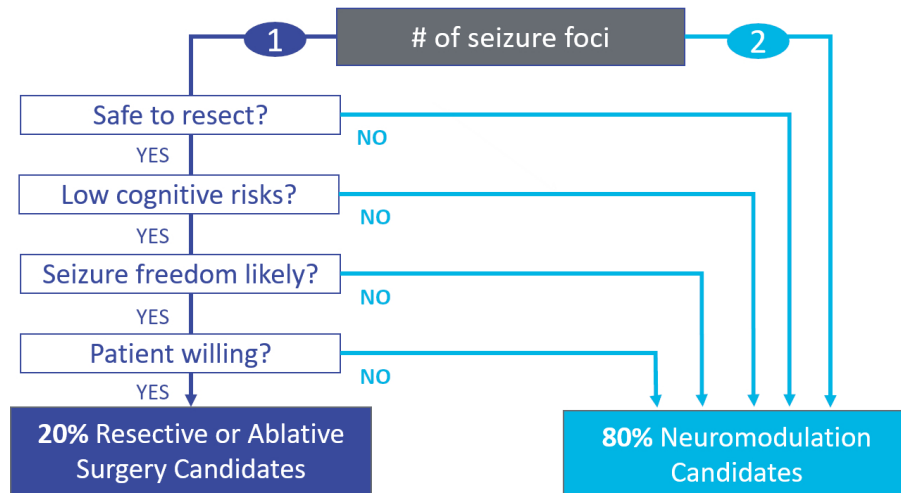 # of seizure foci
1
2
Safe to resect?
NO
YES
Low cognitive risks?
NO
YES
Seizure freedom likely?
NO
YES
Patient willing?
NO
YES
20% Resective or Ablative
Surgery Candidates
80% Neuromodulation
Candidates